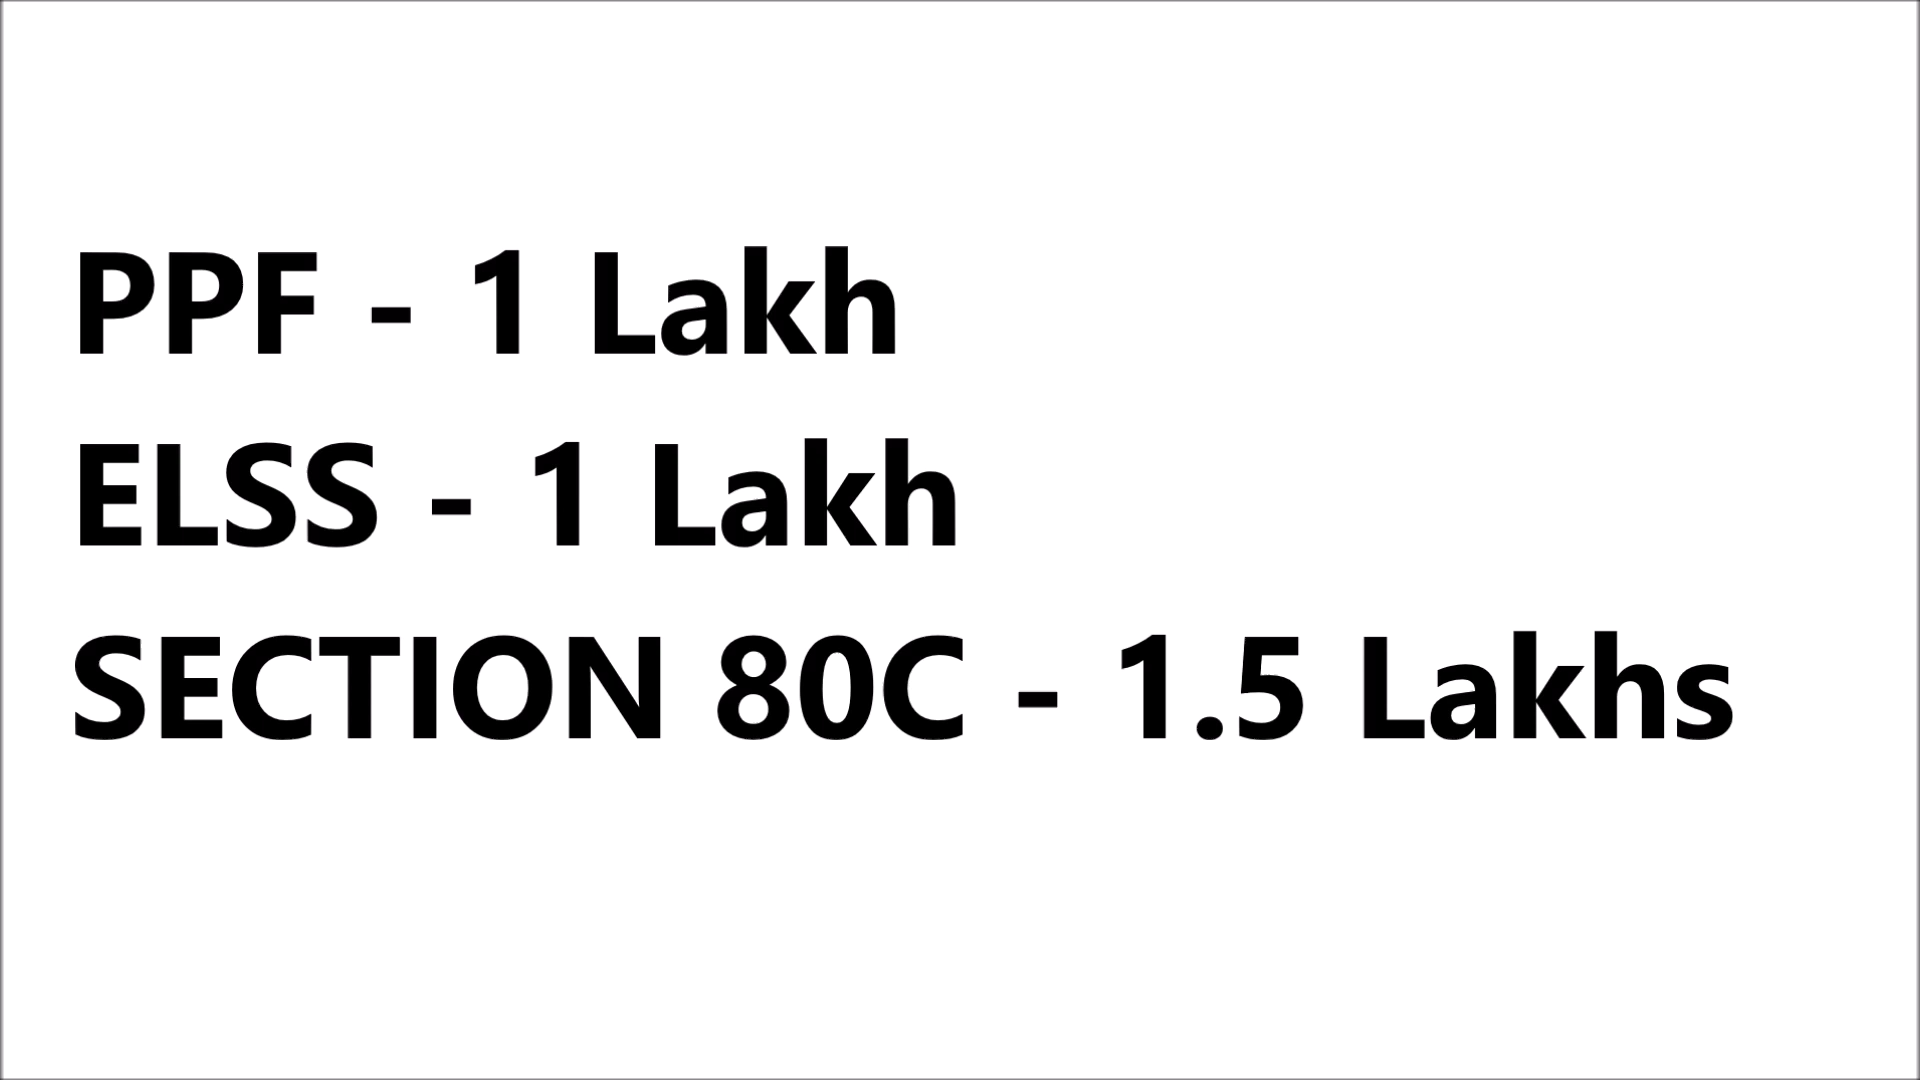 PPF - 1 Lakh
ELSS - 1 Lakh
SECTION 80C - 1.5 Lakhs